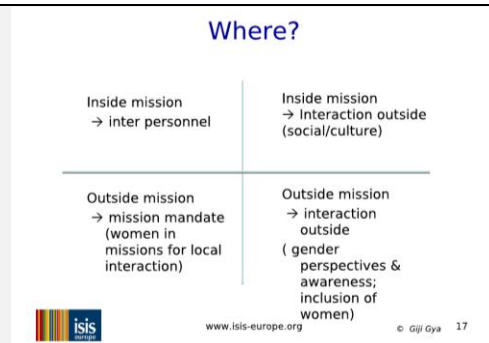 Where?
Inside mission
→ inter personnel
Inside mission
→ Interaction outside
(social/culture)
Outside mission
→ mission mandate
(women in
missions for local
interaction)
Outside mission
→ interaction
outside
( gender
perspectives &
awareness;
inclusion of
women)
isis
europe
www.isis-europe.org
© Giji Gya
17